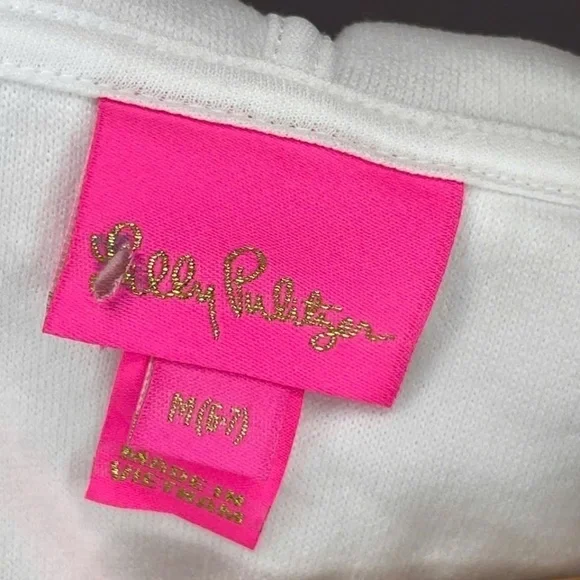 Lilly Pulitzer
M(6-7)
MADE IN
VIETNAM